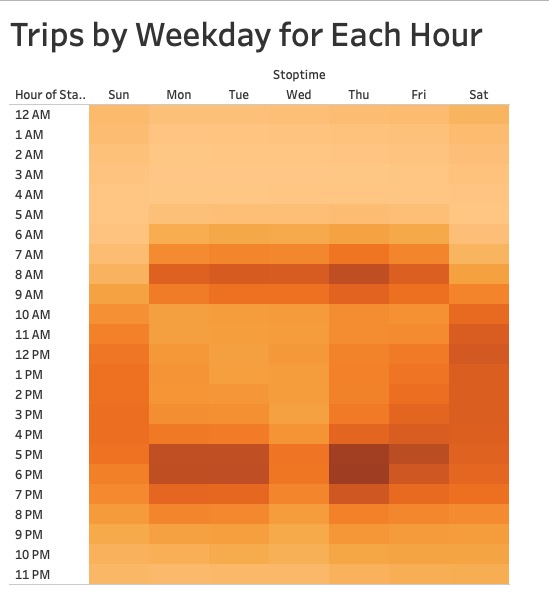 Trips by Weekday for Each Hour
Stoptime
Hour of Sta.. Sun Mon Tue Wed Thu Fri Sat
12 AM
1 AM
2 AM
3 AM
4 AM
5 AM
6 AM
7 AM
8 AM
9 AM
10 AM
11 AM
12 PM
1 PM
2 PM
3 PM
4 PM
5 PM
6 PM
7 PM
8 PM
9 PM
10 PM
11 PM